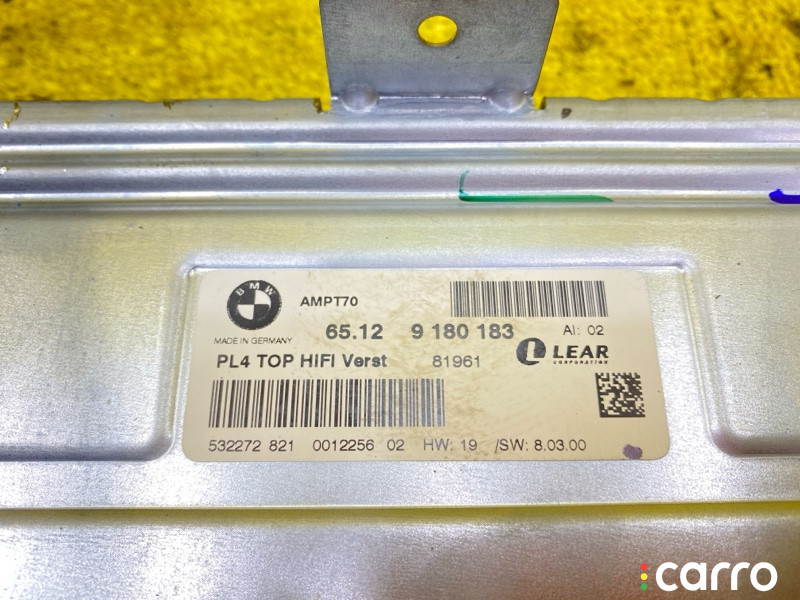 BMW
AMPT70
MADE IN GERMANY
65.12 9 180 183
AI: 02
PL4 TOP HIFI Verst 81961
LEAR
CORPORATION
532272 821 0012256 02 HW: 19 /SW: 8.03.00
carro